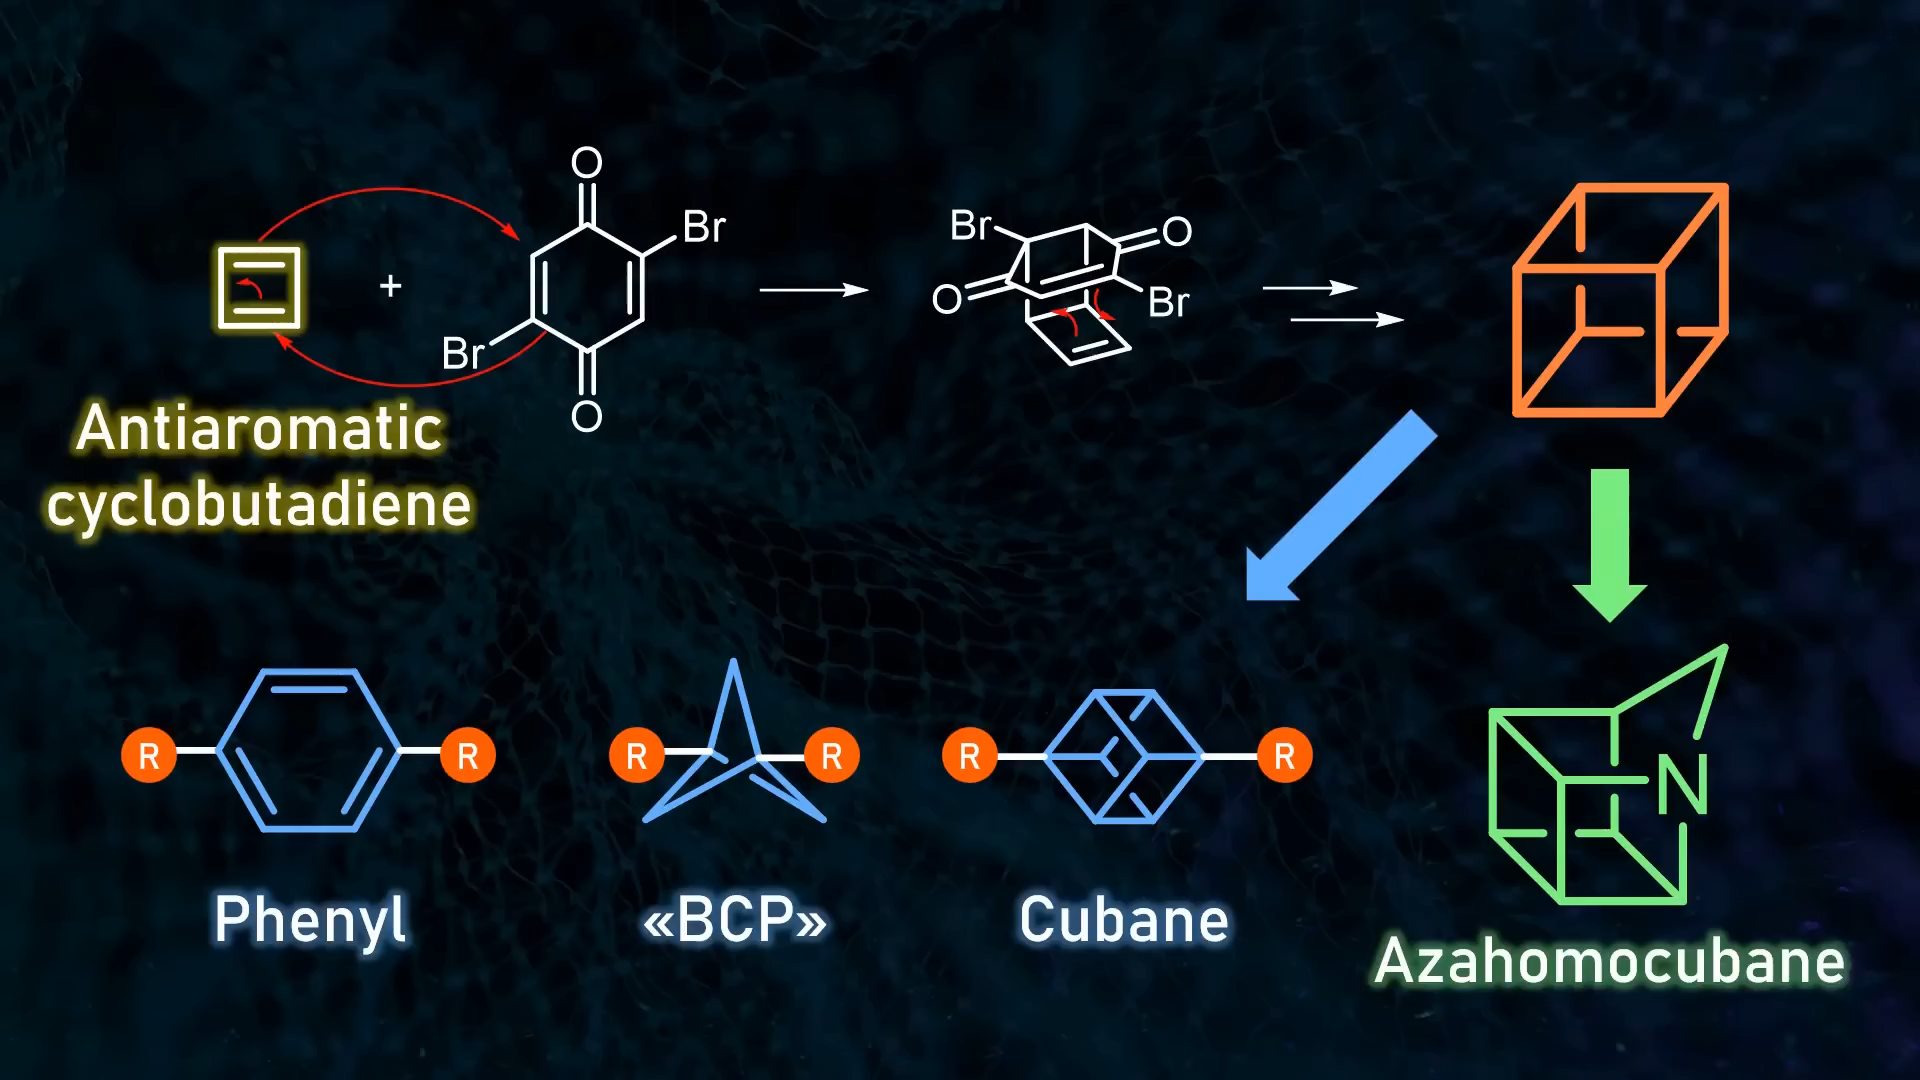 O
Br
+
Br
O
Br
O
O
Br
Antiaromatic
cyclobutadiene
R
R
R
R
R
R
N
Phenyl
«BCP»
Cubane
Azahomocubane